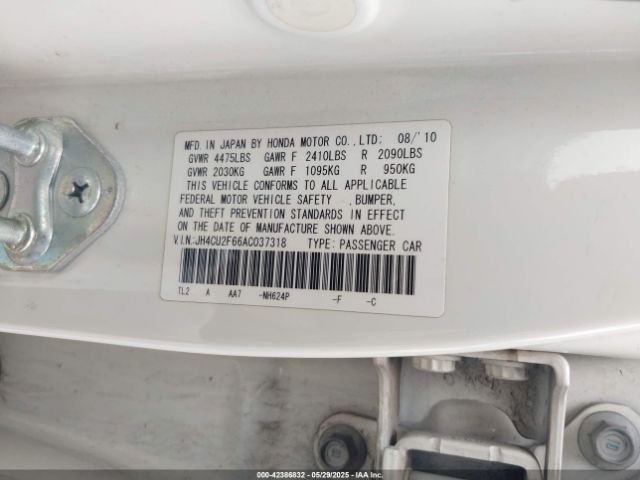 MFD. IN JAPAN BY HONDA MOTOR CO., LTD: 08/'10
GVWR 4475LBS GAWR F 2410LBS R 2090LBS
GVWR 2030KG GAWR F 1095KG R 950KG
THIS VEHICLE CONFORMS TO ALL APPLICABLE
FEDERAL MOTOR VEHICLE SAFETY , BUMPER,
AND THEFT PREVENTION STANDARDS IN EFFECT
ON THE DATE OF MANUFACTURE SHOWN ABOVE.
V.I.N.:JH4CU2F66AC037318 TYPE: PASSENGER CAR
TL2 A AA7 -NH624P -F -C
000-42386832 - 05/29/2025 - IAA Inc.